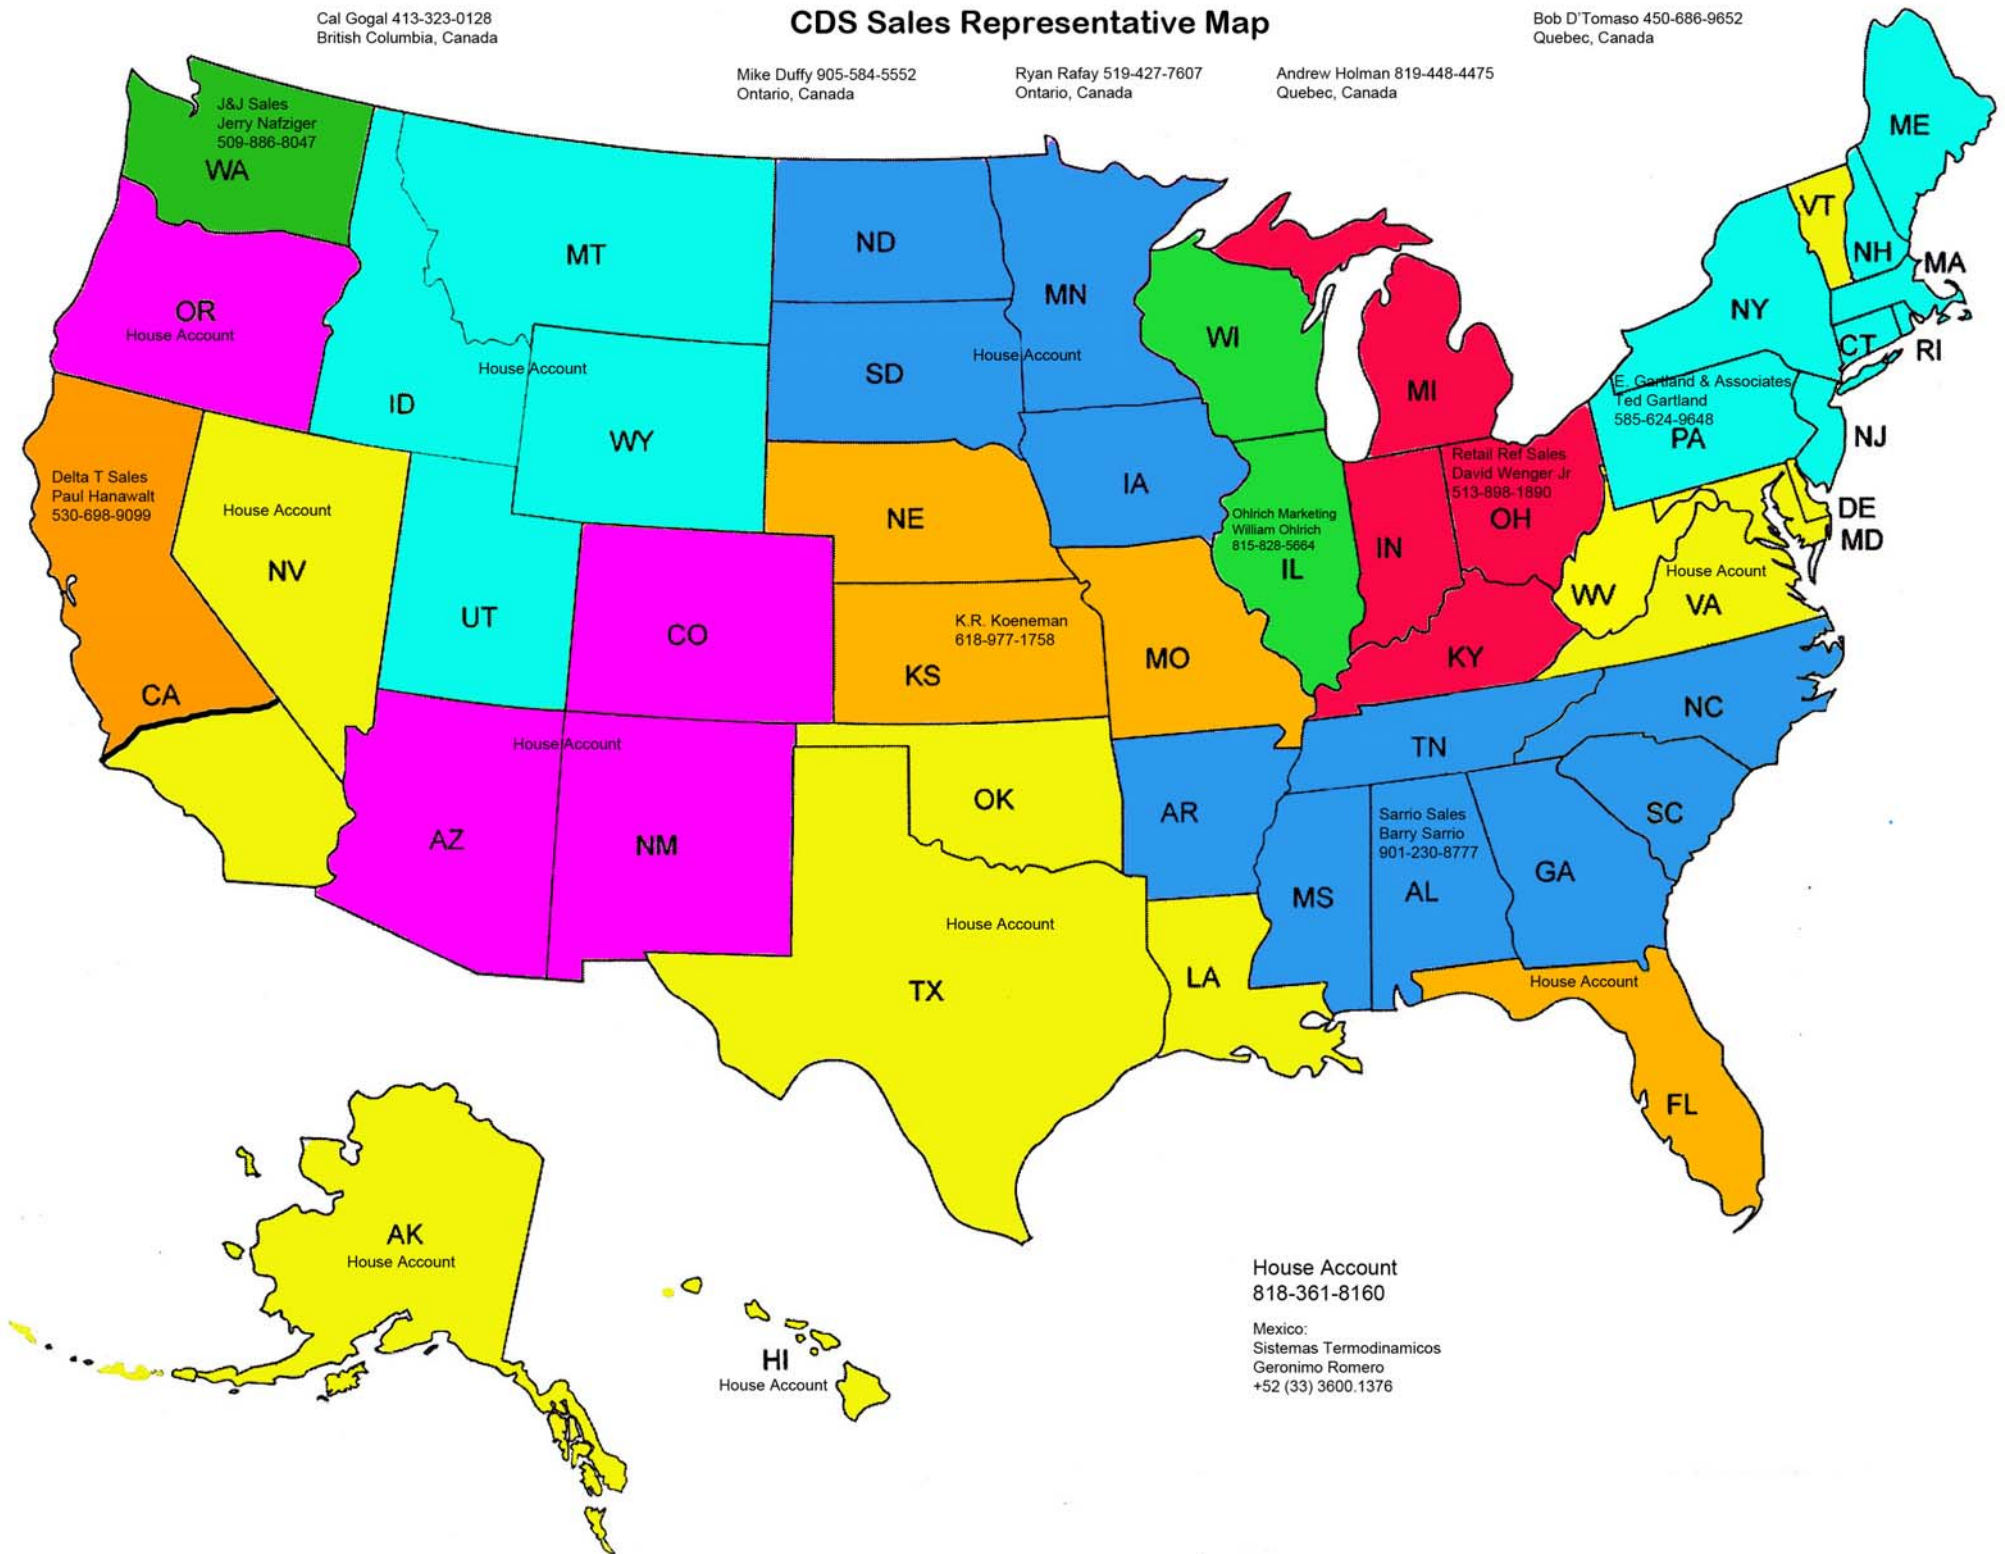 Cal Gogal 413-323-0128
British Columbia, Canada
CDS Sales Representative Map
Bob D'Tomaso 450-686-9652
Quebec, Canada
Mike Duffy 905-584-5552
Ontario, Canada
Ryan Rafay 519-427-7607
Ontario, Canada
Andrew Holman 819-448-4475
Quebec, Canada
J&J Sales
Jerry Nafziger
509-886-8047
WA
OR
House Account
MT
ID
House Account
WY
ND
SD
MN
House Account
IA
WI
MI
ME
VT
NH
MA
NY
CT
RI
E. Gartland & Associates
Ted Gartland
585-624-9648
PA
NJ
DE
MD
Delta T Sales
Paul Hanawalt
530-698-9099
CA
House Account
NV
UT
CO
NE
K.R. Koeneman
618-977-1758
KS
MO
Ohlrich Marketing
William Ohlrich
815-828-5664
IL
IN
Retail Ref Sales
David Wenger Jr
513-898-1890
OH
KY
WV
House Acount
VA
House Account
AZ
NM
OK
House Account
TX
AR
LA
TN
NC
SC
MS
Sarrio Sales
Barry Sarrio
901-230-8777
AL
GA
House Account
FL
AK
House Account
HI
House Account
House Account
818-361-8160
Mexico:
Sistemas Termodinamicos
Geronimo Romero
+52 (33) 3600.1376